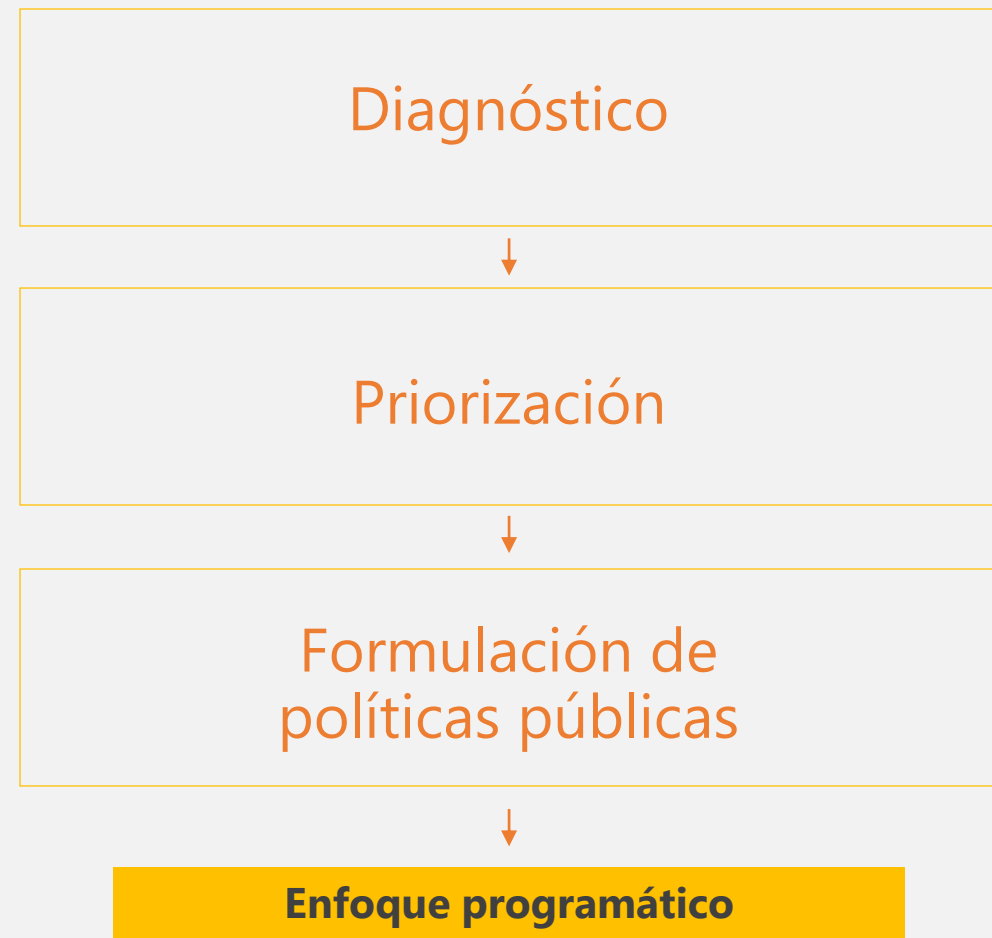 Diagnóstico
Priorización
Formulación de
políticas públicas
Enfoque programático